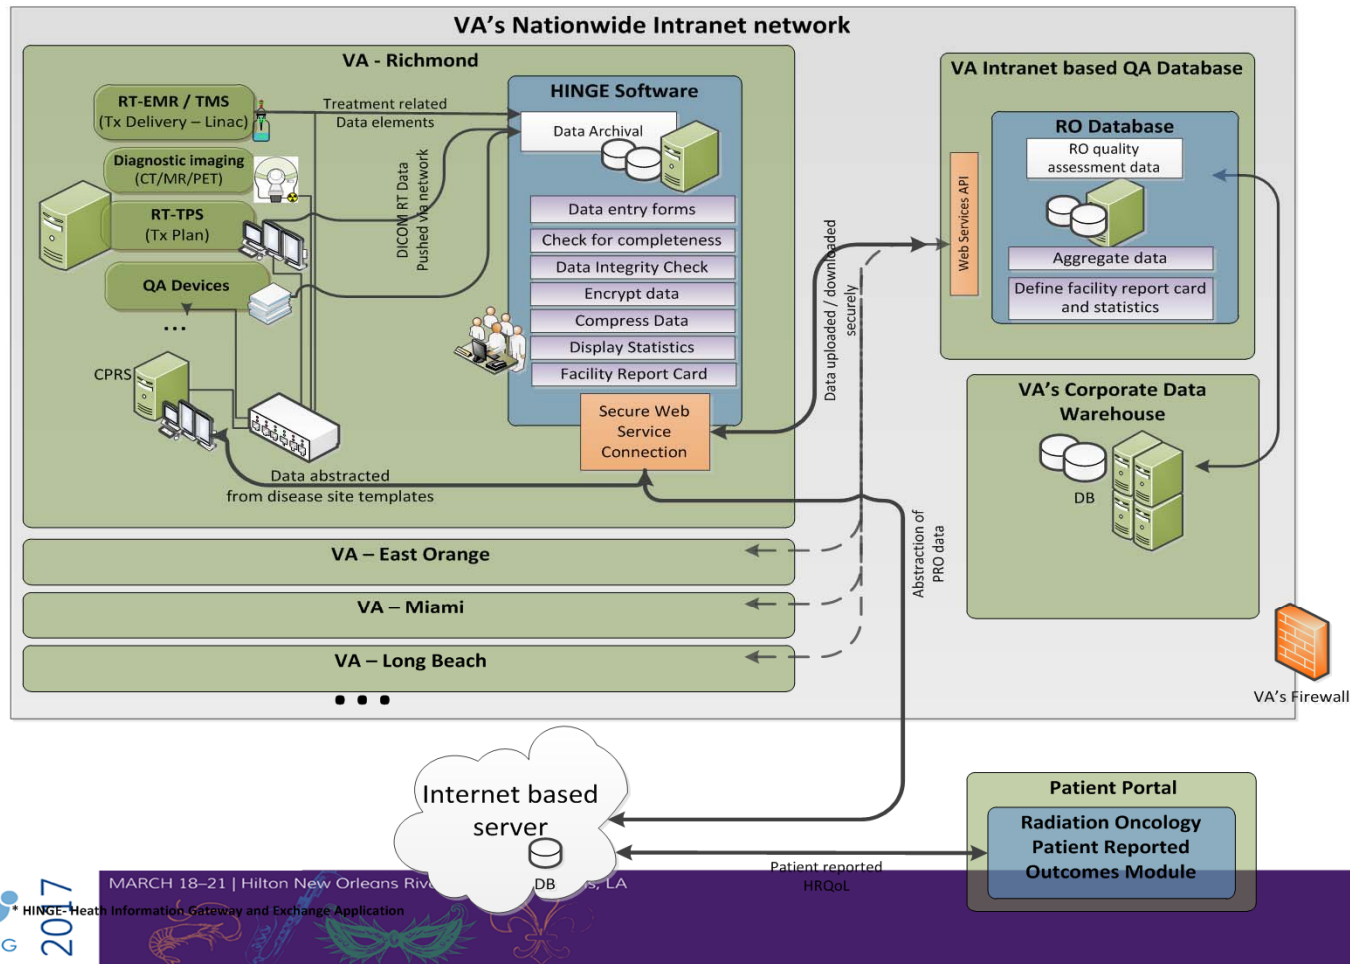 VA's Nationwide Intranet network
VA - Richmond
RT-EMR / TMS
(Tx Delivery – Linac)
Treatment related
Data elements
Diagnostic imaging
(CT/MR/PET)
RT-TPS
(Tx Plan)
QA Devices
...
DICOM RT Data
Pushed via network
CPRS
Data abstracted
from disease site templates
HINGE Software
Data Archival
Data entry forms
Check for completeness
Data Integrity Check
Encrypt data
Compress Data
Display Statistics
Facility Report Card
Secure Web
Service
Connection
Data uploaded / downloaded
securely
VA Intranet based QA Database
Web Services API
RO Database
RO quality
assessment data
Aggregate data
Define facility report card
and statistics
VA's Corporate Data
Warehouse
DB
VA – East Orange
VA – Miami
VA – Long Beach
...
Abstraction of
PRO data
VA's Firewall
Internet based
server
DB
Patient reported
HRQoL
Patient Portal
Radiation Oncology
Patient Reported
Outcomes Module
MARCH 18–21 | Hilton New Orleans
LA
* HINGE- Heath Information Gateway and Exchange Application
2017
G